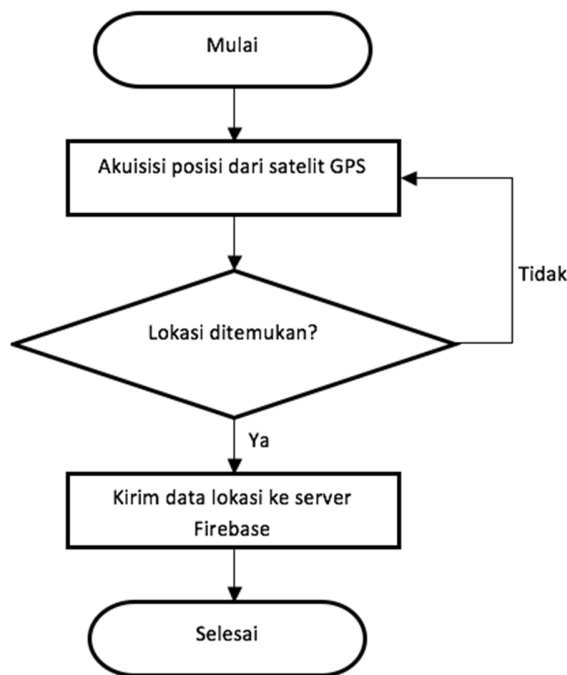 Mulai
Akuisisi posisi dari satelit GPS
Tidak
Lokasi ditemukan?
Ya
Kirim data lokasi ke server
Firebase
Selesai